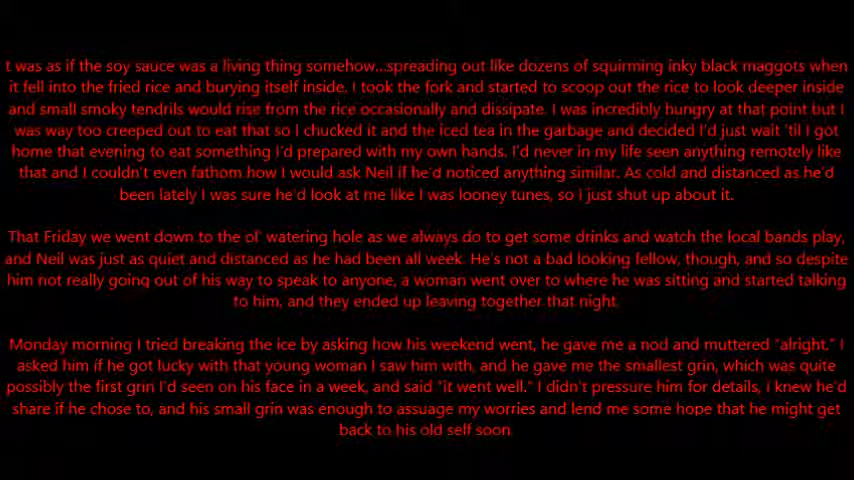 t was as if the soy sauce was a living thing somehow...spreading out like dozens of squirming inky black maggots when
it fell into the fried rice and burying itself inside. I took the fork and started to scoop out the rice to look deeper inside
and small smoky tendrils would rise from the rice occasionally and dissipate. I was incredibly hungry at that point but I
was way too creeped out to eat that so I chucked it and the iced tea in the garbage and decided I'd just wait 'til I got
home that evening to eat something I'd prepared with my own hands. I'd never in my life seen anything remotely like
that and I couldn't even fathom how I would ask Neil if he'd noticed anything similar. As cold and distanced as he'd
been lately I was sure he'd look at me like I was looney tunes, so I just shut up about it.
That Friday we went down to the ol' watering hole as we always do to get some drinks and watch the local bands play,
and Neil was just as quiet and distanced as he had been all week. He's not a bad looking fellow, though, and so despite
him not really going out of his way to speak to anyone, a woman went over to where he was sitting and started talking
to him, and they ended up leaving together that night.
Monday morning I tried breaking the ice by asking how his weekend went, he gave me a nod and muttered "alright." I
asked him if he got lucky with that young woman I saw him with, and he gave me the smallest grin, which was quite
possibly the first grin I'd seen on his face in a week, and said "it went well." I didn't pressure him for details, I knew he'd
share if he chose to, and his small grin was enough to assuage my worries and lend me some hope that he might get
back to his old self soon.